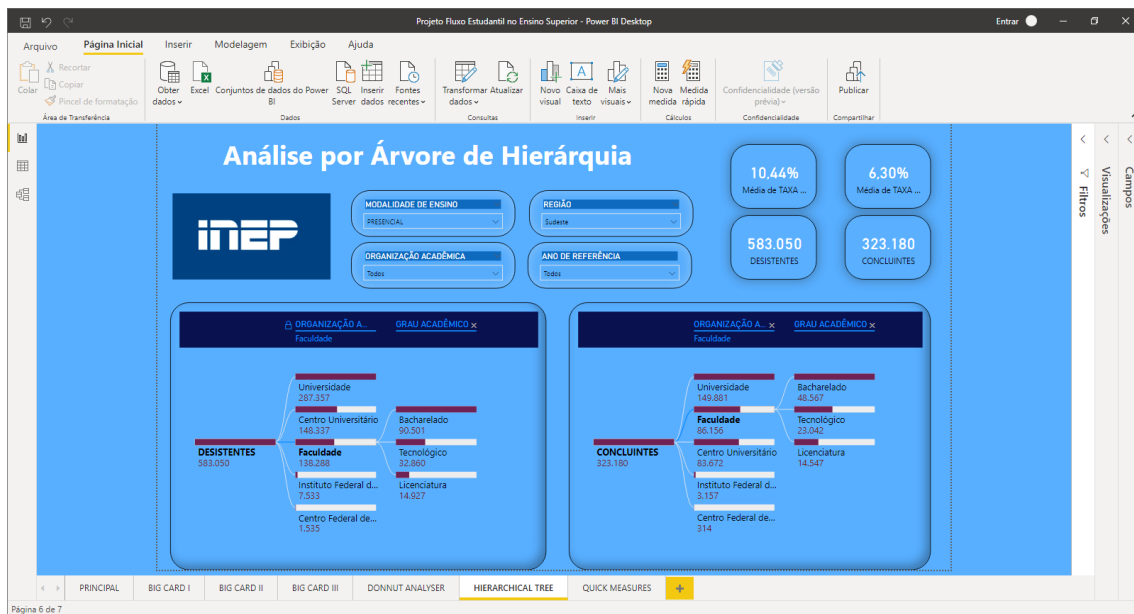 Projeto Fluxo Estudantil no Ensino Superior - Power BI Desktop
Entrar
Arquivo Página Inicial Inserir Modelagem Exibição Ajuda
Colar
Recortar
Copiar
Pincel de formatação
Obter dados
Excel
Conjuntos de dados do Power BI
SQL Server
Inserir dados
Fontes recentes
Transformar dados
Atualizar
Novo visual
Caixa de texto
Mais visuais
Nova medida
Medida rápida
Confidencialidade (versão prévia)
Publicar
Área de Transferência
Dados
Consultas
Inserir
Cálculos
Confidencialidade
Compartilhar
Análise por Árvore de Hierárquia
inep
MODALIDADE DE ENSINO
PRESENCIAL
REGIÃO
Sudeste
ORGANIZAÇÃO ACADÊMICA
Todos
ANO DE REFERÊNCIA
Todos
10,44%
Média de TAXA ...
6,30%
Média de TAXA ...
583.050
DESISTENTES
323.180
CONCLUINTES
Filtros
Visualizações
Campos
ORGANIZAÇÃO A... GRAU ACADÊMICO x
Faculdade
DESISTENTES
583.050
Universidade
287.357
Centro Universitário
148.337
Faculdade
138.288
Instituto Federal d...
7.533
Centro Federal de...
1.535
Bacharelado
90.501
Tecnológico
32.860
Licenciatura
14.927
ORGANIZAÇÃO A... x GRAU ACADÊMICO x
Faculdade
CONCLUINTES
323.180
Universidade
149.881
Faculdade
86.156
Centro Universitário
83.672
Instituto Federal d...
3.157
Centro Federal de...
314
Bacharelado
48.567
Tecnológico
23.042
Licenciatura
14.547
PRINCIPAL BIG CARD I BIG CARD II BIG CARD III DONNUT ANALYSER HIERARCHICAL TREE QUICK MEASURES +
Página 6 de 7